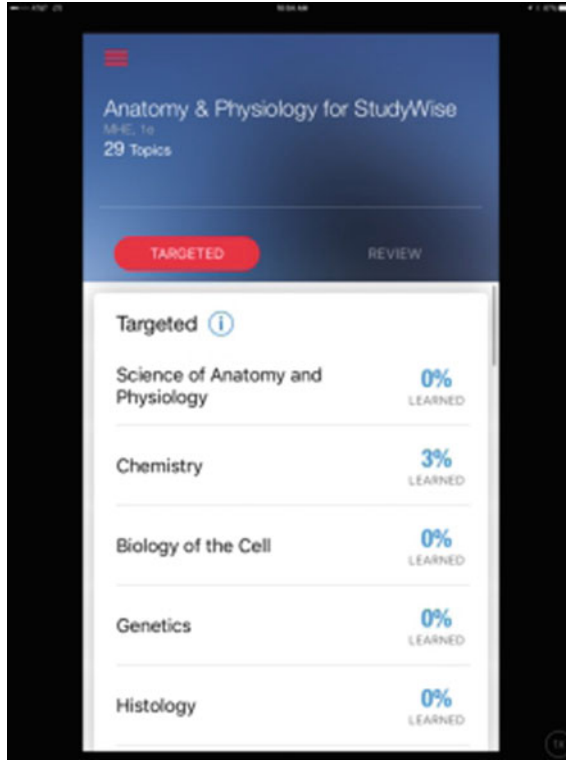 Anatomy & Physiology for StudyWise
MHE, 1e
29 Topics
TARGETED
REVIEW
Targeted
Science of Anatomy and
Physiology
0%
LEARNED
Chemistry
3%
LEARNED
Biology of the Cell
0%
LEARNED
Genetics
0%
LEARNED
Histology
0%
LEARNED